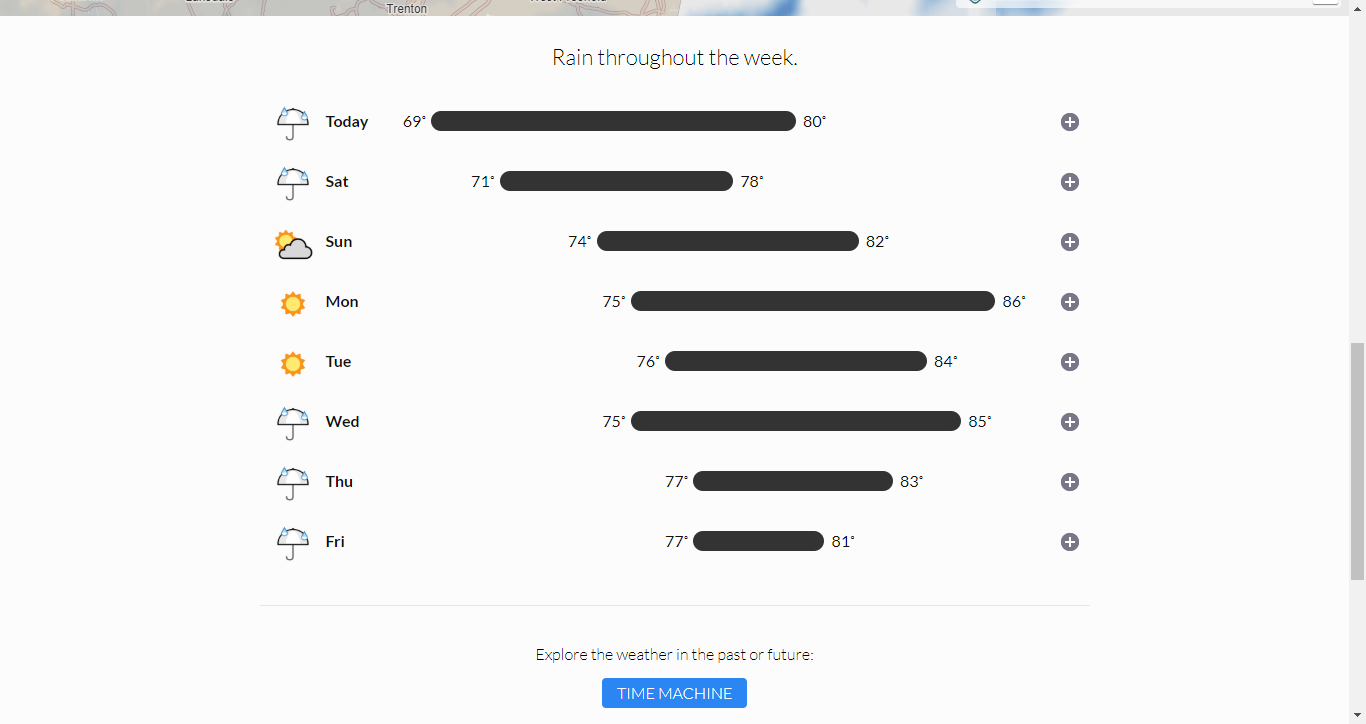 Trenton
Rain throughout the week.
Today 69° 80°
Sat 71° 78°
Sun 74° 82°
Mon 75° 86°
Tue 76° 84°
Wed 75° 85°
Thu 77° 83°
Fri 77° 81°
Explore the weather in the past or future:
TIME MACHINE